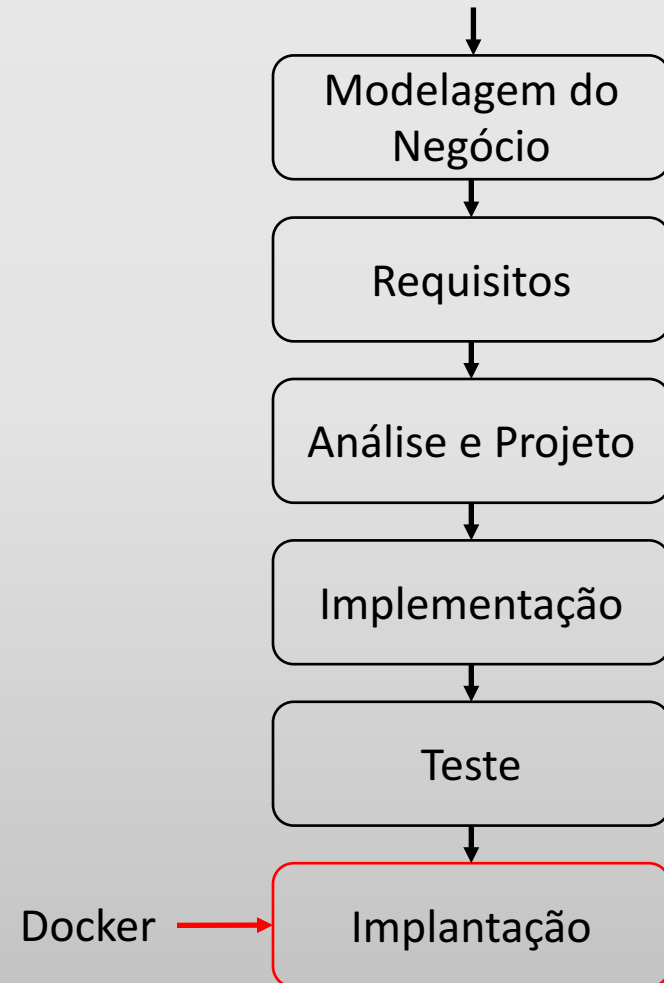 Modelagem do
Negócio
Requisitos
Análise e Projeto
Implementação
Teste
Docker
Implantação